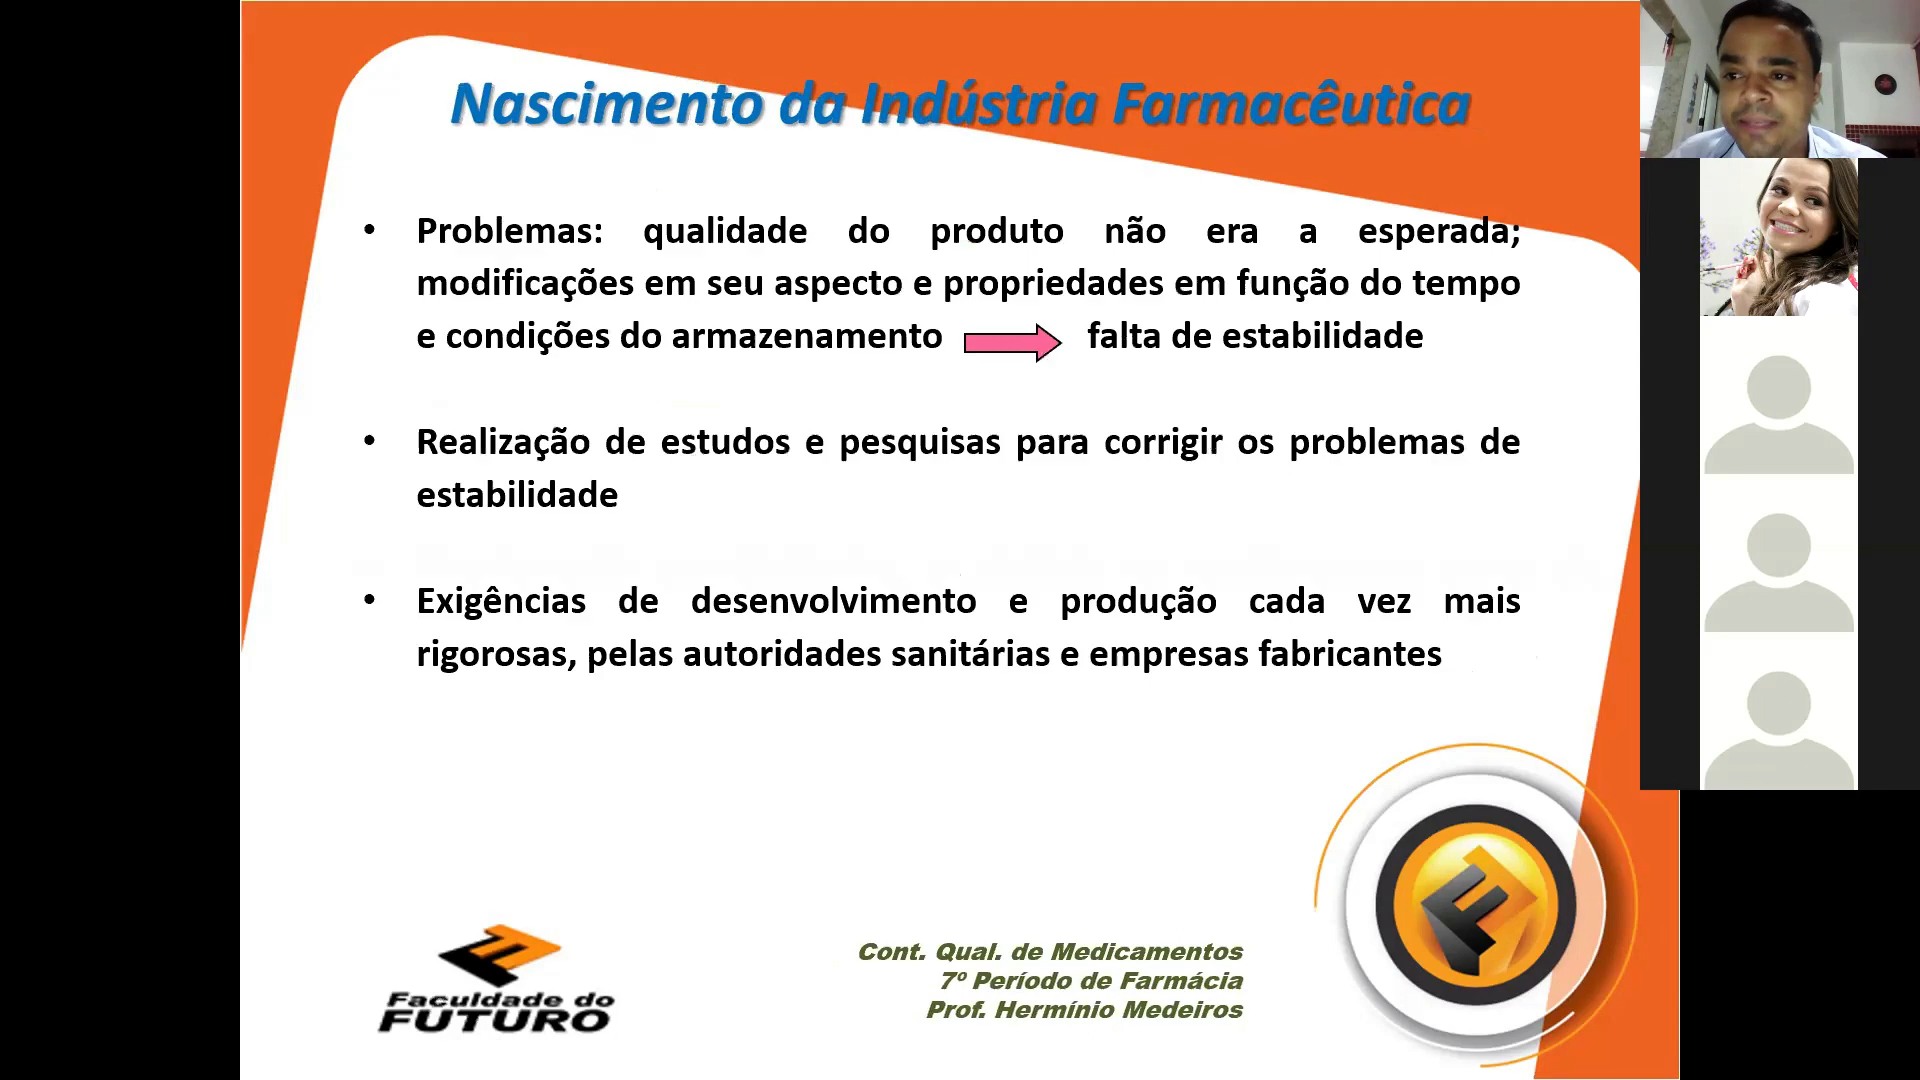 Nascimento da Indústria Farmacêutica
• Problemas: qualidade do produto não era a esperada;
modificações em seu aspecto e propriedades em função do tempo
e condições do armazenamento falta de estabilidade
• Realização de estudos e pesquisas para corrigir os problemas de
estabilidade
• Exigências de desenvolvimento e produção cada vez mais
rigorosas, pelas autoridades sanitárias e empresas fabricantes
Faculdade do
FUTURO
Cont. Qual. de Medicamentos
7º Período de Farmácia
Prof. Hermínio Medeiros